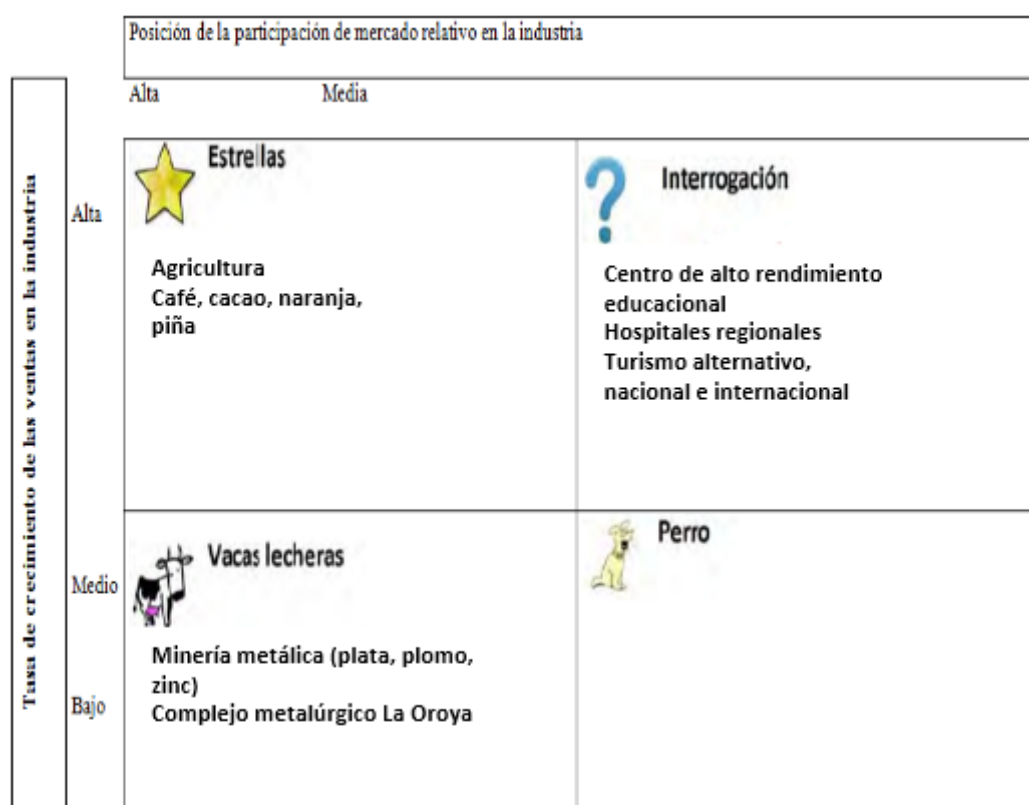 Posición de la participación de mercado relativo en la industria
Alta Media
Tasa de crecimiento de las ventas en la industria
Alta
Estrellas
Agricultura
Café, cacao, naranja,
piña
Interrogación
Centro de alto rendimiento
educacional
Hospitales regionales
Turismo alternativo,
nacional e internacional
Medio
Bajo
Vacas lecheras
Minería metálica (plata, plomo,
zinc)
Complejo metalúrgico La Oroya
Perro